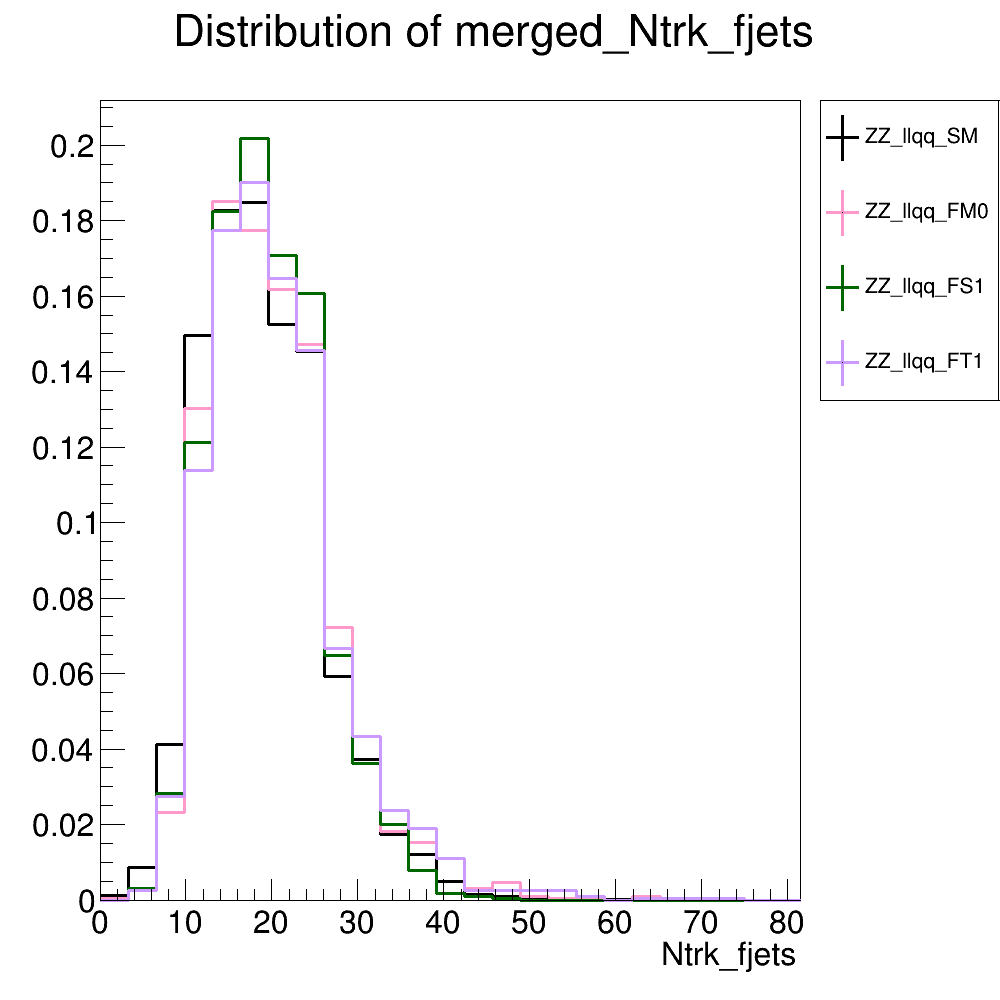 Distribution of merged_Ntrk_fjets
ZZ_llqq_SM
ZZ_llqq_FM0
ZZ_llqq_FS1
ZZ_llqq_FT1
0.2
0.18
0.16
0.14
0.12
0.1
0.08
0.06
0.04
0.02
0
0 10 20 30 40 50 60 70 80
Ntrk_fjets